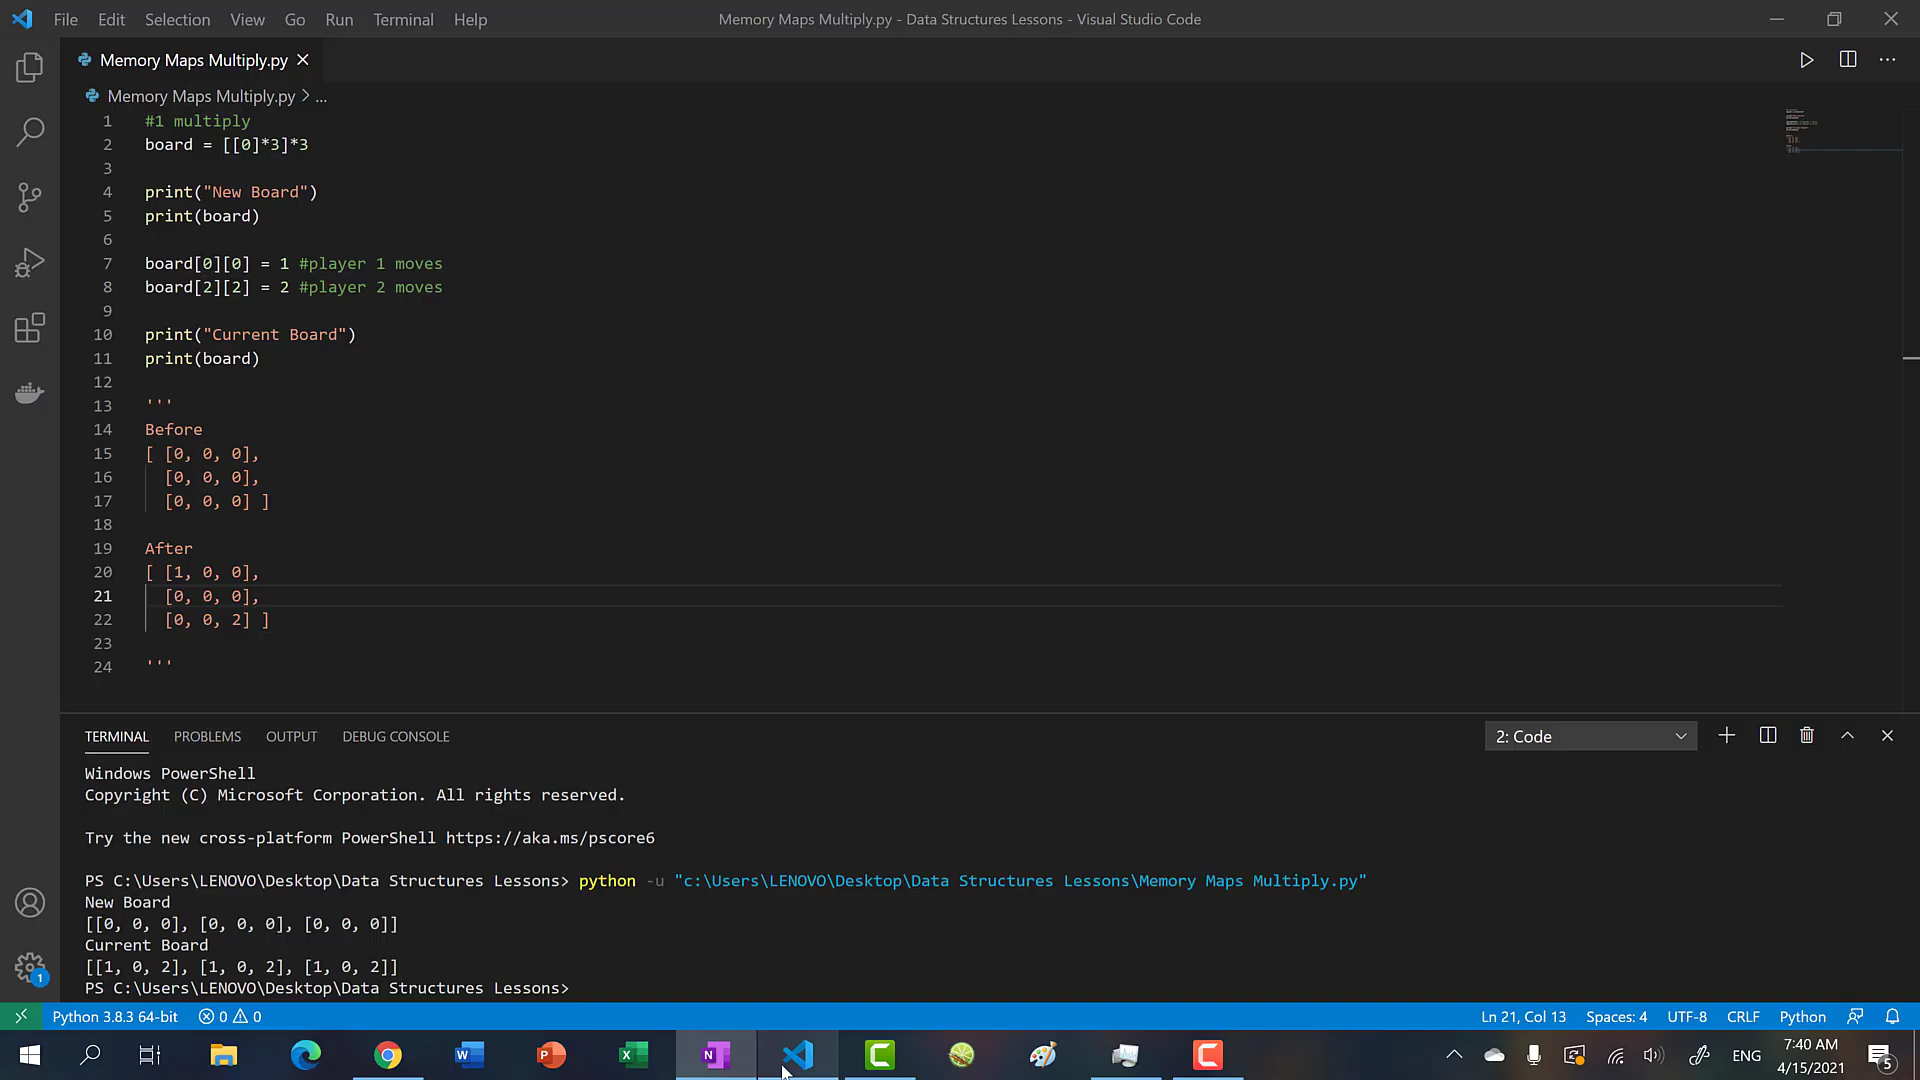 File Edit Selection View Go Run Terminal Help
Memory Maps Multiply.py - Data Structures Lessons - Visual Studio Code
Memory Maps Multiply.py
Memory Maps Multiply.py > ...
1 #1 multiply
2 board = [[0]*3]*3
3
4 print("New Board")
5 print(board)
6
7 board[0][0] = 1 #player 1 moves
8 board[2][2] = 2 #player 2 moves
9
10 print("Current Board")
11 print(board)
12
13 '''
14 Before
15 [ [0, 0, 0],
16 [0, 0, 0],
17 [0, 0, 0] ]
18
19 After
20 [ [1, 0, 0],
21 [0, 0, 0],
22 [0, 0, 2] ]
23
24 '''
TERMINAL PROBLEMS OUTPUT DEBUG CONSOLE
2: Code
Windows PowerShell
Copyright (C) Microsoft Corporation. All rights reserved.
Try the new cross-platform PowerShell https://aka.ms/pscore6
PS C:\Users\LENOVO\Desktop\Data Structures Lessons> python -u "c:\Users\LENOVO\Desktop\Data Structures Lessons\Memory Maps Multiply.py"
New Board
[[0, 0, 0], [0, 0, 0], [0, 0, 0]]
Current Board
[[1, 0, 2], [1, 0, 2], [1, 0, 2]]
PS C:\Users\LENOVO\Desktop\Data Structures Lessons>
1
Python 3.8.3 64-bit 0 0
Ln 21, Col 13 Spaces: 4 UTF-8 CRLF Python
W P X N C C
ENG
7:40 AM
4/15/2021
5